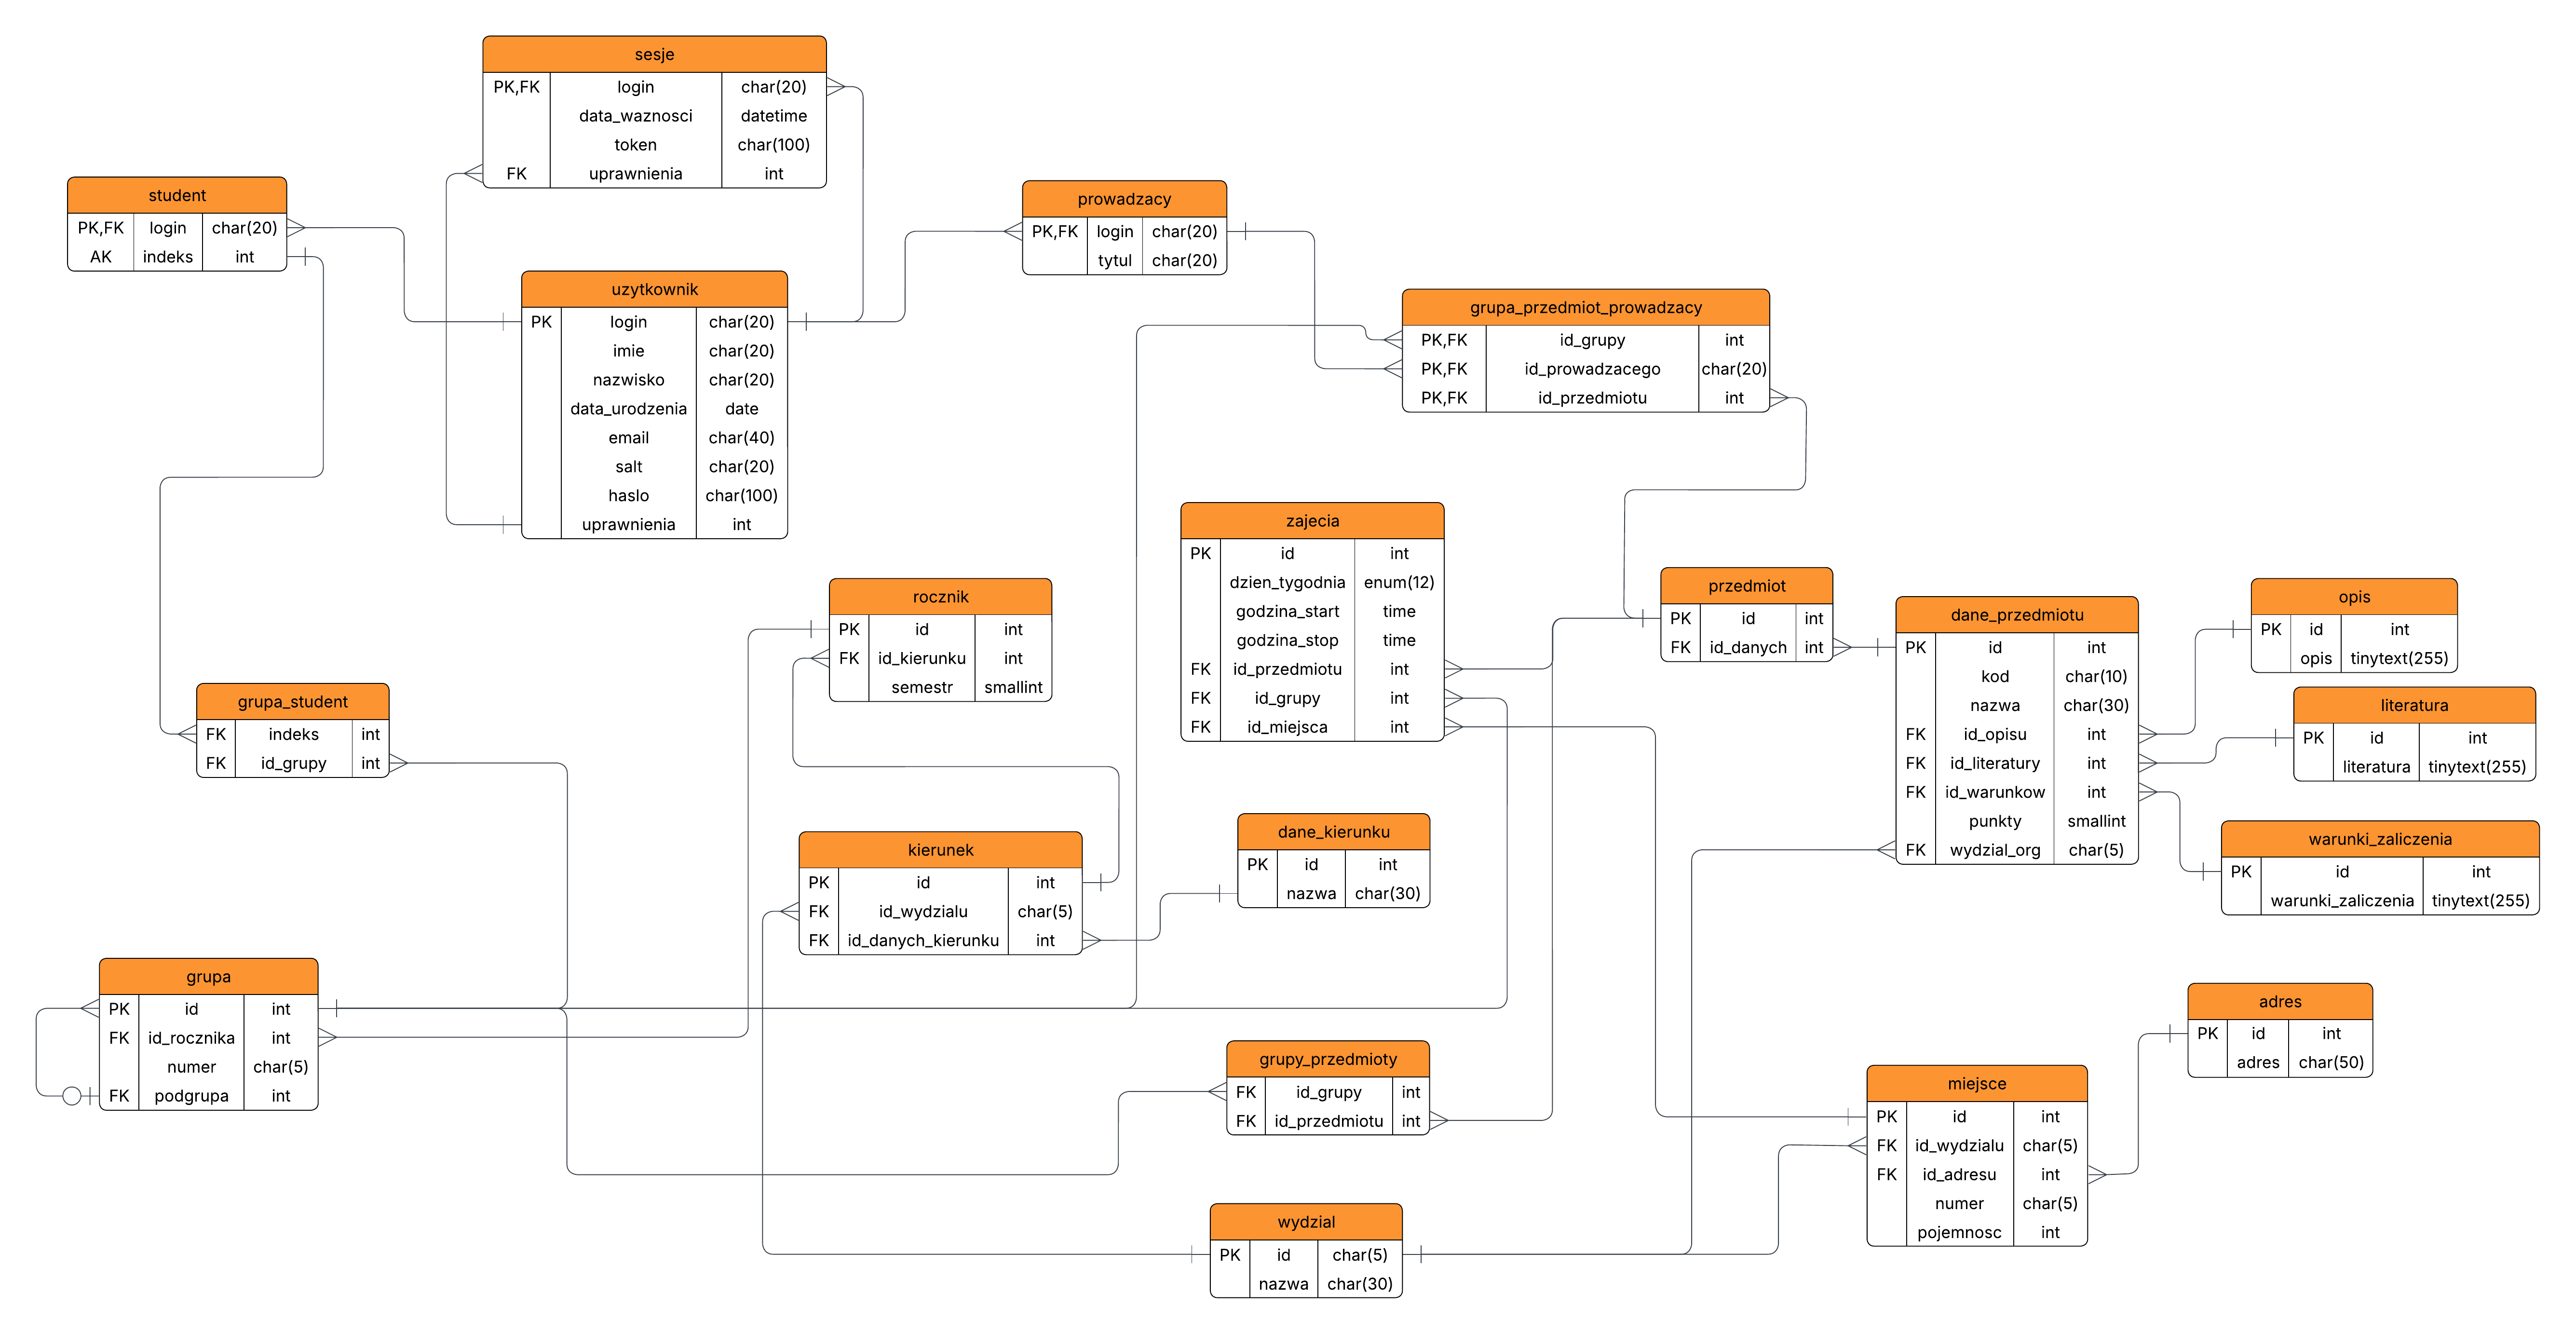 sesje
PK,FK login char(20)
data_waznosci datetime
token char(100)
FK uprawnienia int
student
PK,FK login char(20)
AK indeks int
prowadzacy
PK,FK login char(20)
tytul char(20)
uzytkownik
PK login char(20)
imie char(20)
nazwisko char(20)
data_urodzenia date
email char(40)
salt char(20)
haslo char(100)
uprawnienia int
grupa_przedmiot_prowadzacy
PK,FK id_grupy int
PK,FK id_prowadzacego char(20)
PK,FK id_przedmiotu int
zajecia
PK id int
dzien_tygodnia enum(12)
godzina_start time
godzina_stop time
FK id_przedmiotu int
FK id_grupy int
FK id_miejsca int
przedmiot
PK id int
FK id_danych int
rocznik
PK id int
FK id_kierunku int
semestr smallint
dane_przedmiotu
PK id int
kod char(10)
nazwa char(30)
FK id_opisu int
FK id_literatury int
FK id_warunkow int
punkty smallint
FK wydzial_org char(5)
opis
PK id int
opis tinytext(255)
literatura
PK id int
literatura tinytext(255)
warunki_zaliczenia
PK id int
warunki_zaliczenia tinytext(255)
grupa_student
FK indeks int
FK id_grupy int
kierunek
PK id int
FK id_wydzialu char(5)
FK id_danych_kierunku int
dane_kierunku
PK id int
nazwa char(30)
grupa
PK id int
FK id_rocznika int
numer char(5)
FK podgrupa int
grupy_przedmioty
FK id_grupy int
FK id_przedmiotu int
adres
PK id int
adres char(50)
miejsce
PK id int
FK id_wydzialu char(5)
FK id_adresu int
numer char(5)
pojemnosc int
wydzial
PK id char(5)
nazwa char(30)